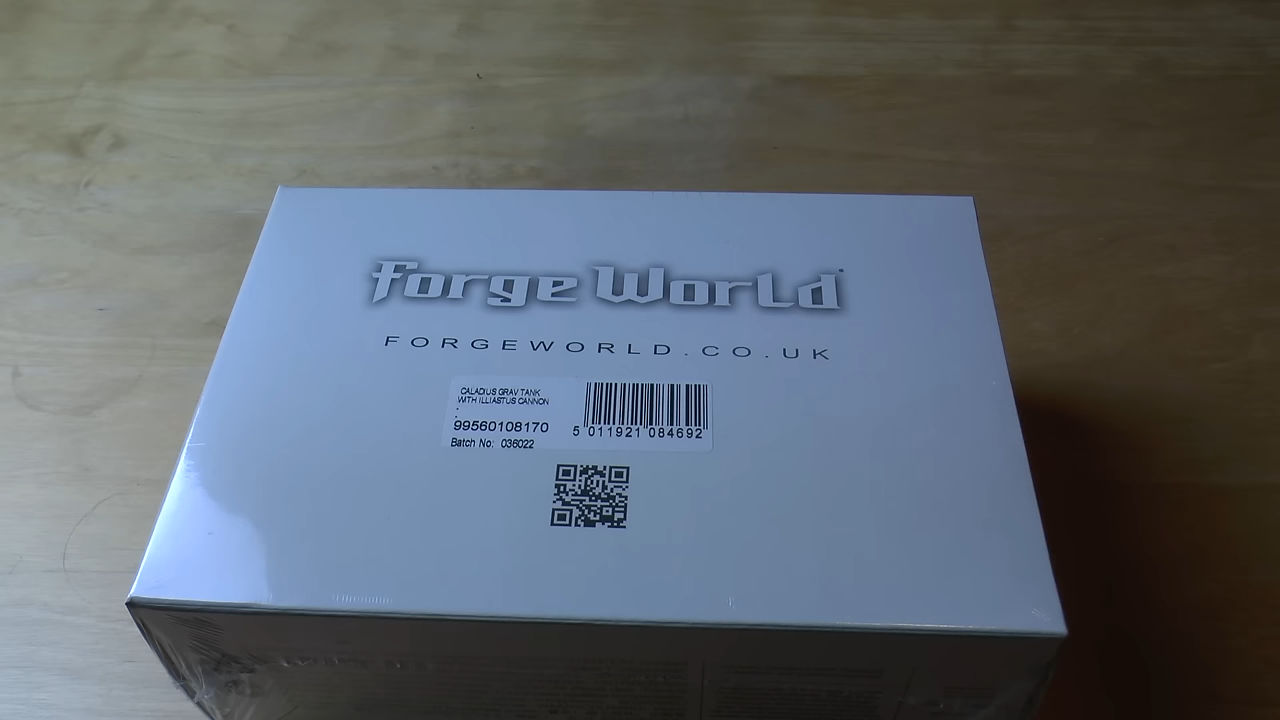 Forge World
FORGEWORLD.CO.UK
CALADIUS GRAV TANK
WITH ILLIASTUS CANNON
-
-
99560108170
Batch No: 036022
5 011921 084692